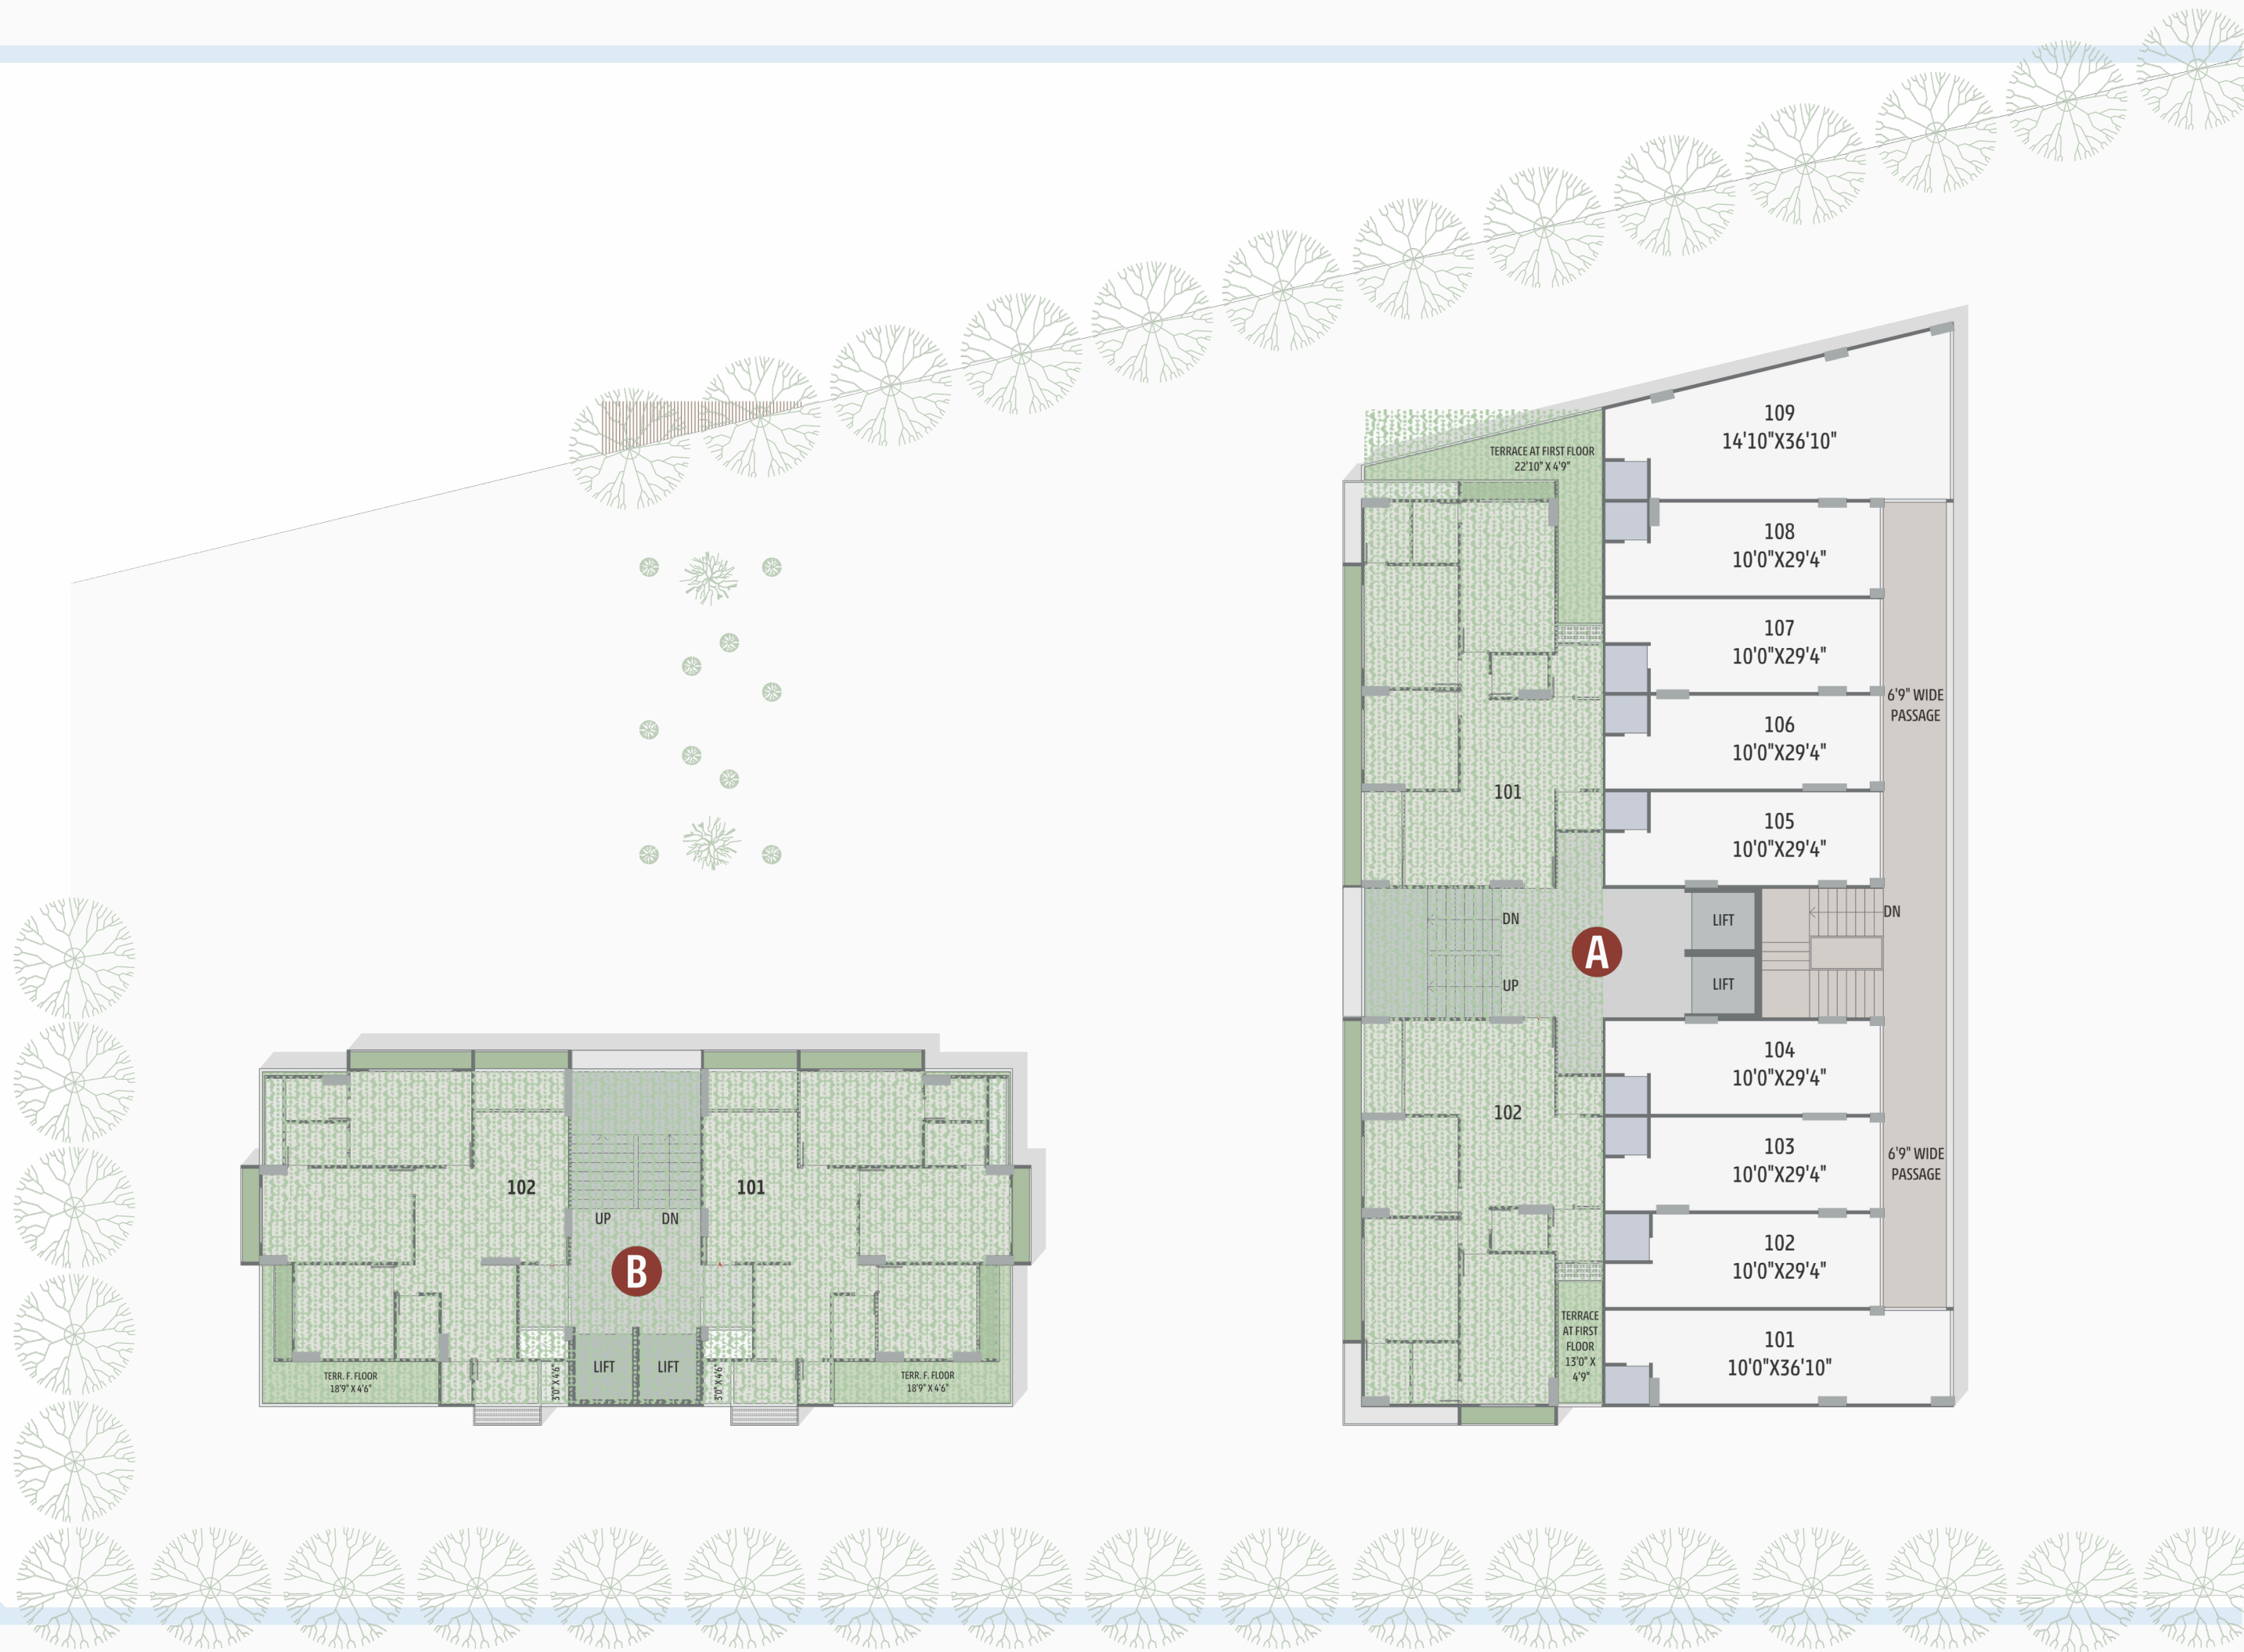 109
14'10"X36'10"
TERRACE AT FIRST FLOOR
22'10" X 4'9"
108
10'0"X29'4"
107
10'0"X29'4"
6'9" WIDE
PASSAGE
106
10'0"X29'4"
101
105
10'0"X29'4"
DN
LIFT
DN
A
UP
LIFT
104
10'0"X29'4"
102
103
10'0"X29'4"
6'9" WIDE
PASSAGE
102
10'0"X29'4"
TERRACE
AT FIRST
FLOOR
13'0" X
4'9"
101
10'0"X36'10"
102
101
UP
DN
B
LIFT
LIFT
TERR. F. FLOOR
18'9" X 4'6"
3'0" X 4'6"
3'0" X 4'6"
TERR. F. FLOOR
18'9" X 4'6"